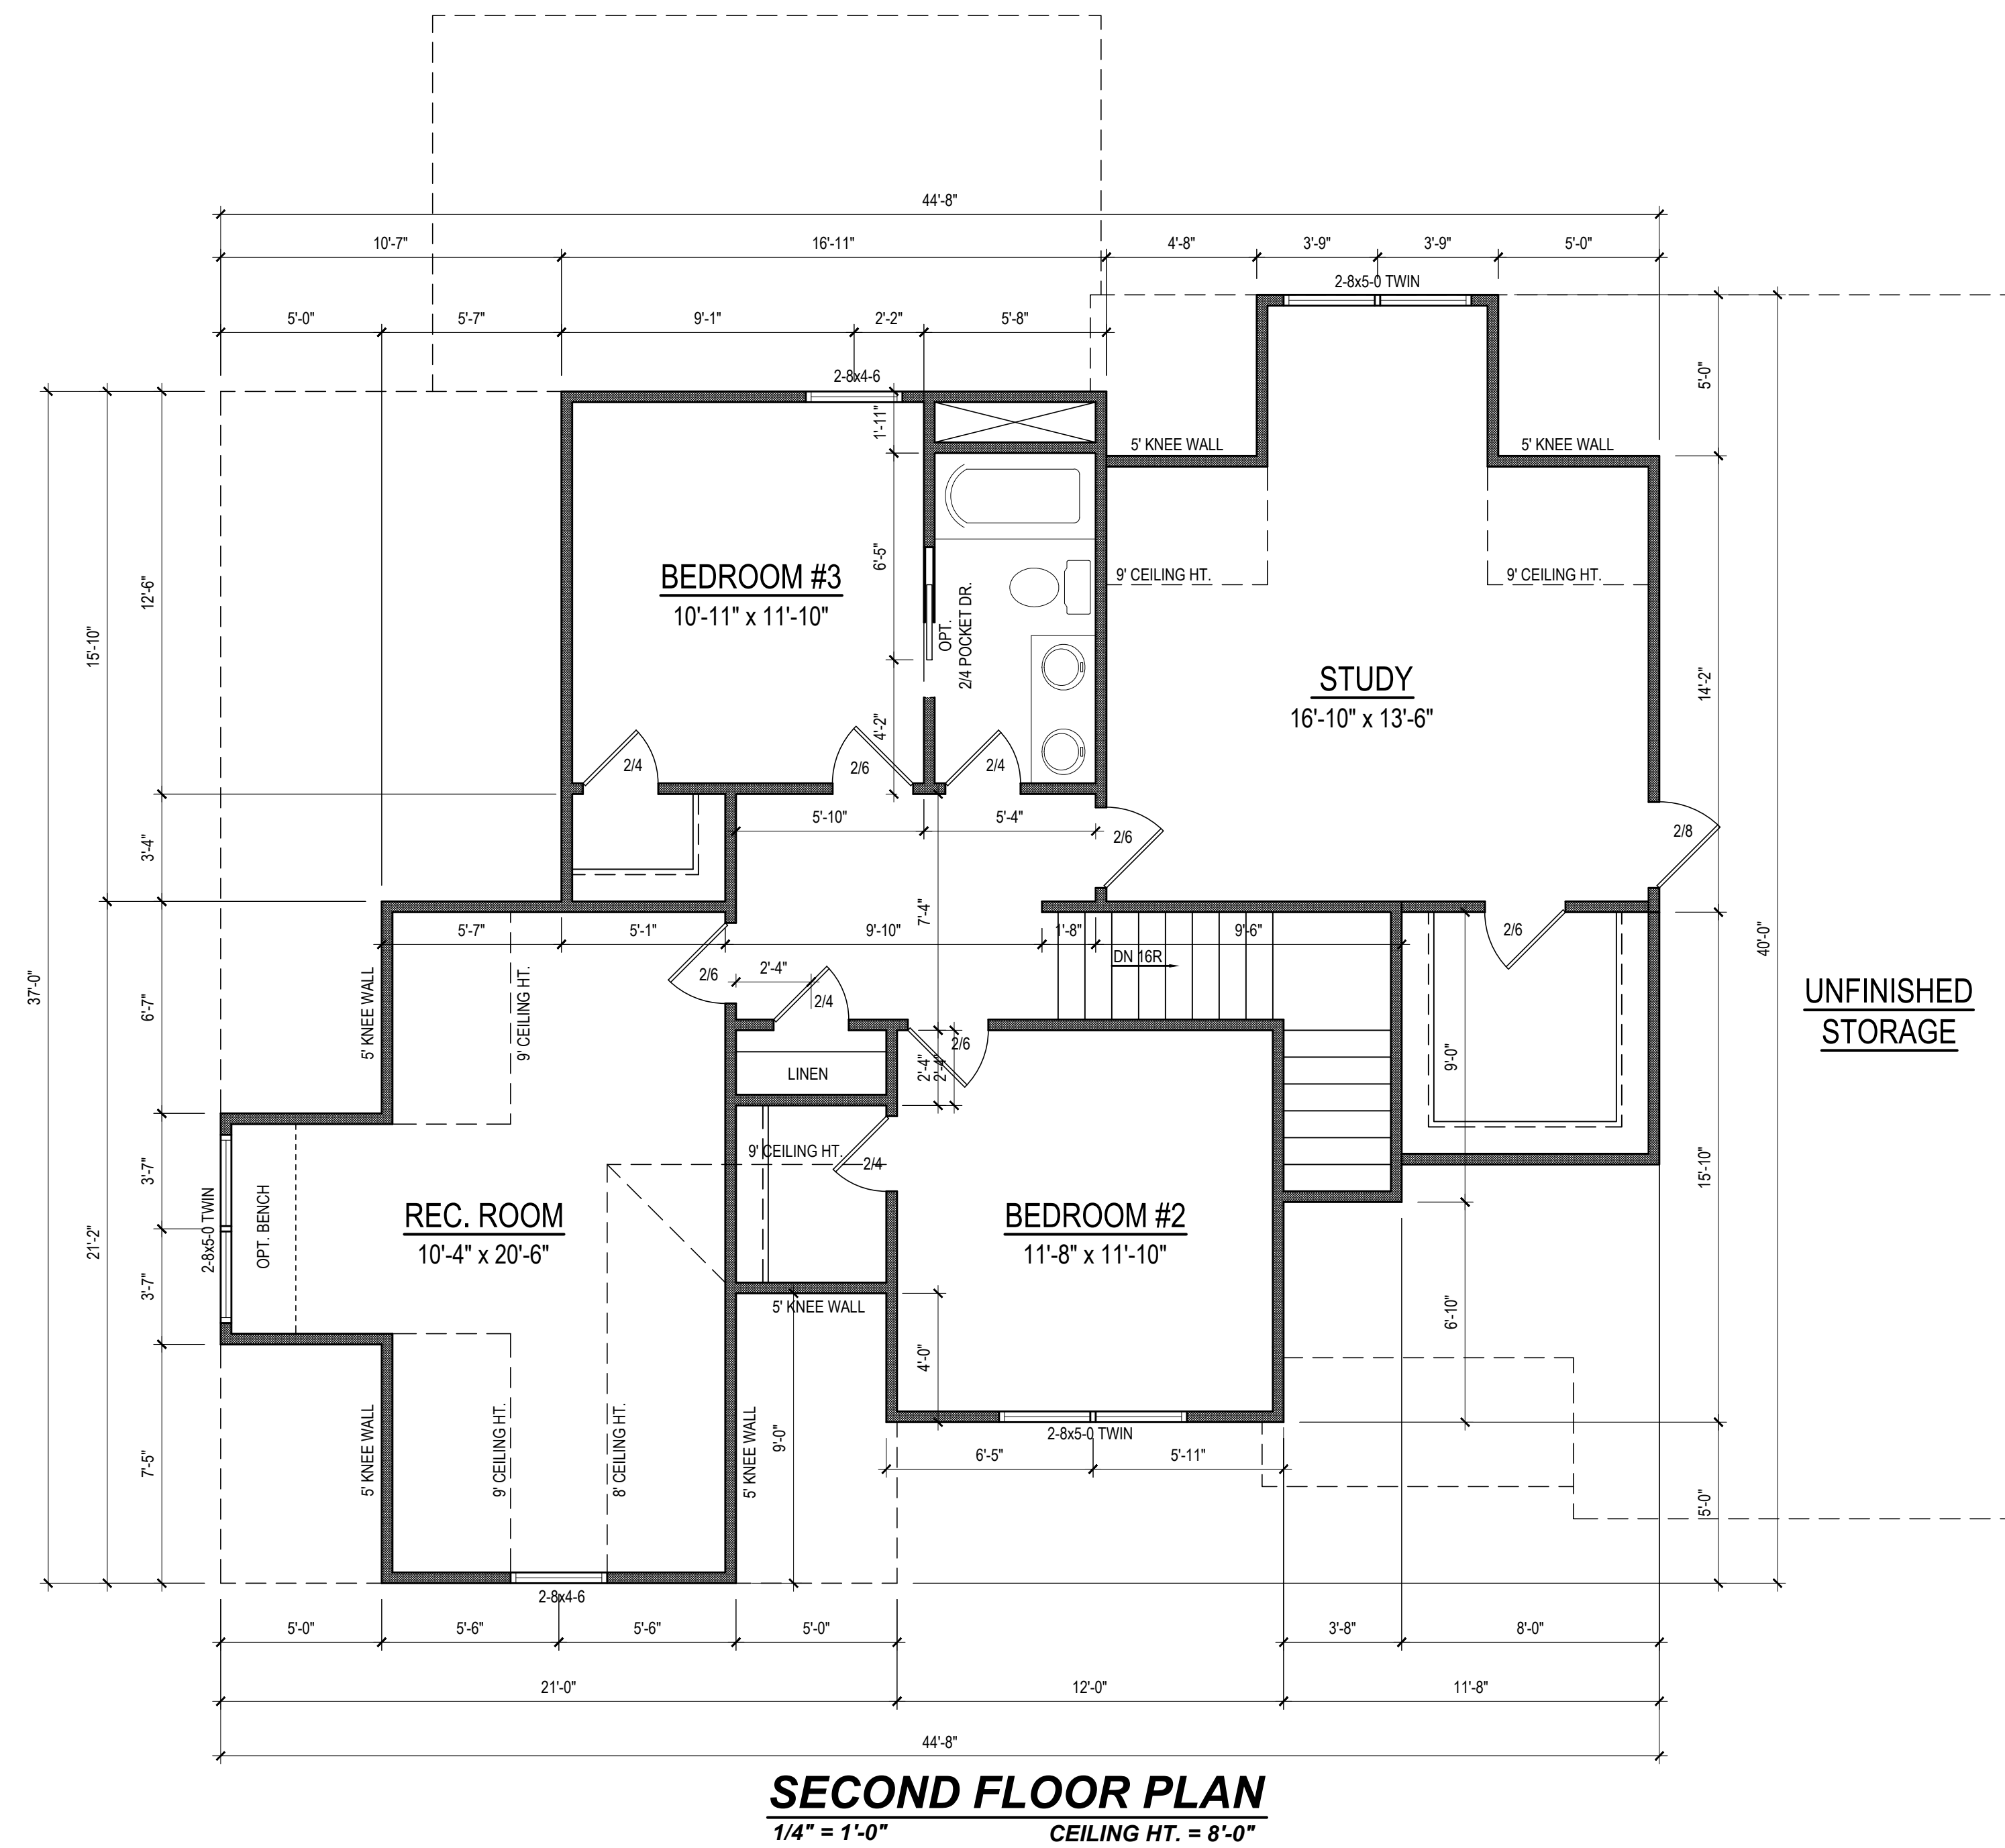 44'-8"
10'-7"
16'-11"
4'-8"
3'-9"
3'-9"
5'-0"
2-8x5-0 TWIN
5'-0"
5'-7"
9'-1"
2'-2"
5'-8"
2-8x4-6
5'-0"
1'-11"
5' KNEE WALL
5' KNEE WALL
BEDROOM #3
10'-11" x 11'-10"
6'-5"
OPT.
2/4 POCKET DR.
9' CEILING HT.
9' CEILING HT.
12'-6"
15'-10"
STUDY
16'-10" x 13'-6"
14'-2"
4'-2"
2/4
2/6
2/4
5'-10"
5'-4"
2/6
2/8
3'-4"
7'-4"
5'-7"
5'-1"
9'-10"
1'-8"
9'-6"
2/6
40'-0"
37'-0"
DN 16R
2/6
2'-4"
2/4
6'-7"
5' KNEE WALL
9' CEILING HT.
UNFINISHED
STORAGE
2/6
2'-4"
2'-4"
9'-0"
LINEN
9' CEILING HT.
2/4
3'-7"
15'-10"
2-8x5-0 TWIN
OPT. BENCH
REC. ROOM
10'-4" x 20'-6"
BEDROOM #2
11'-8" x 11'-10"
21'-2"
3'-7"
5' KNEE WALL
6'-10"
4'-0"
7'-5"
5' KNEE WALL
9' CEILING HT.
8' CEILING HT.
5' KNEE WALL
9'-0"
2-8x5-0 TWIN
6'-5"
5'-11"
5'-0"
2-8x4-6
5'-0"
5'-6"
5'-6"
5'-0"
3'-8"
8'-0"
21'-0"
12'-0"
11'-8"
44'-8"
SECOND FLOOR PLAN
1/4" = 1'-0"
CEILING HT. = 8'-0"